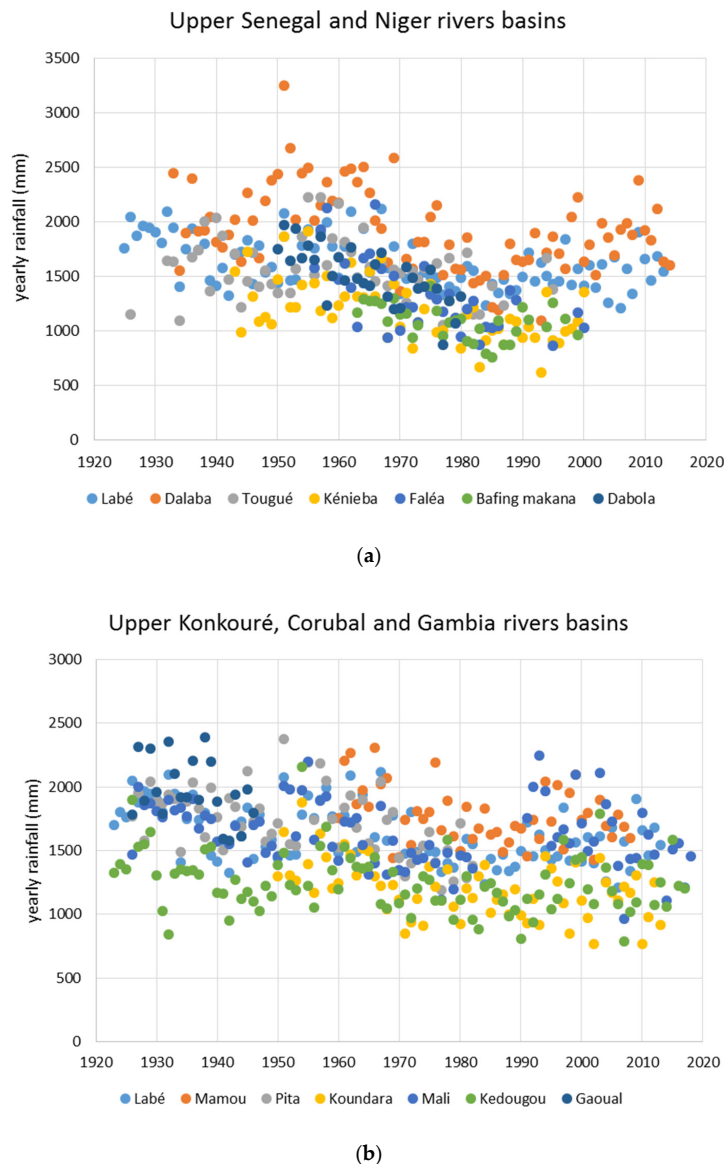 Upper Senegal and Niger rivers basins
3500
3000
2500
2000
1500
1000
500
0
yearly rainfall (mm)
1920 1930 1940 1950 1960 1970 1980 1990 2000 2010 2020
Labé Dalaba Tougué Kénieba Faléa Bafing makana Dabola
(a)
Upper Konkouré, Corubal and Gambia rivers basins
3000
2500
2000
1500
1000
500
0
yearly rainfall (mm)
1920 1930 1940 1950 1960 1970 1980 1990 2000 2010 2020
Labé Mamou Pita Koundara Mali Kedougou Gaoual
(b)